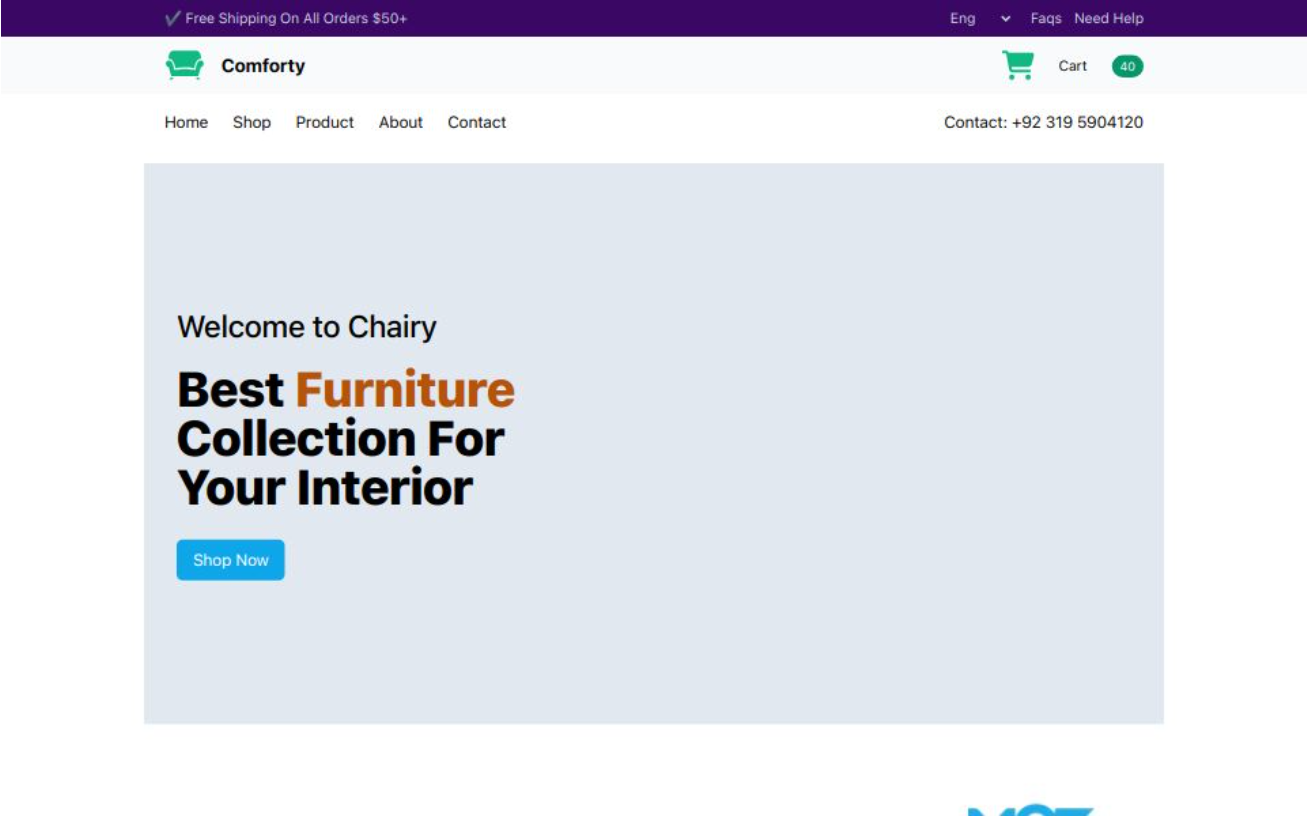 ✓ Free Shipping On All Orders $50+
Eng Faqs Need Help
Comforty
Cart 40
Home Shop Product About Contact
Contact: +92 319 5904120
Welcome to Chairy
Best Furniture
Collection For
Your Interior
Shop Now